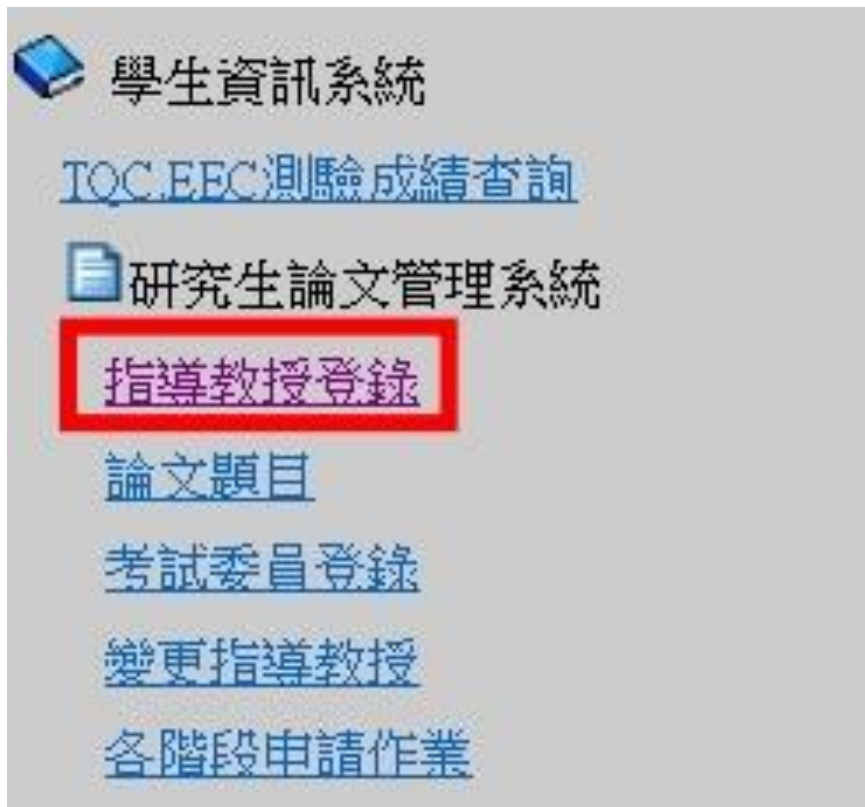 學生資訊系統
TQC.EEC測驗成績查詢
研究生論文管理系統
指導教授登錄
論文題目
考試委員登錄
變更指導教授
各階段申請作業